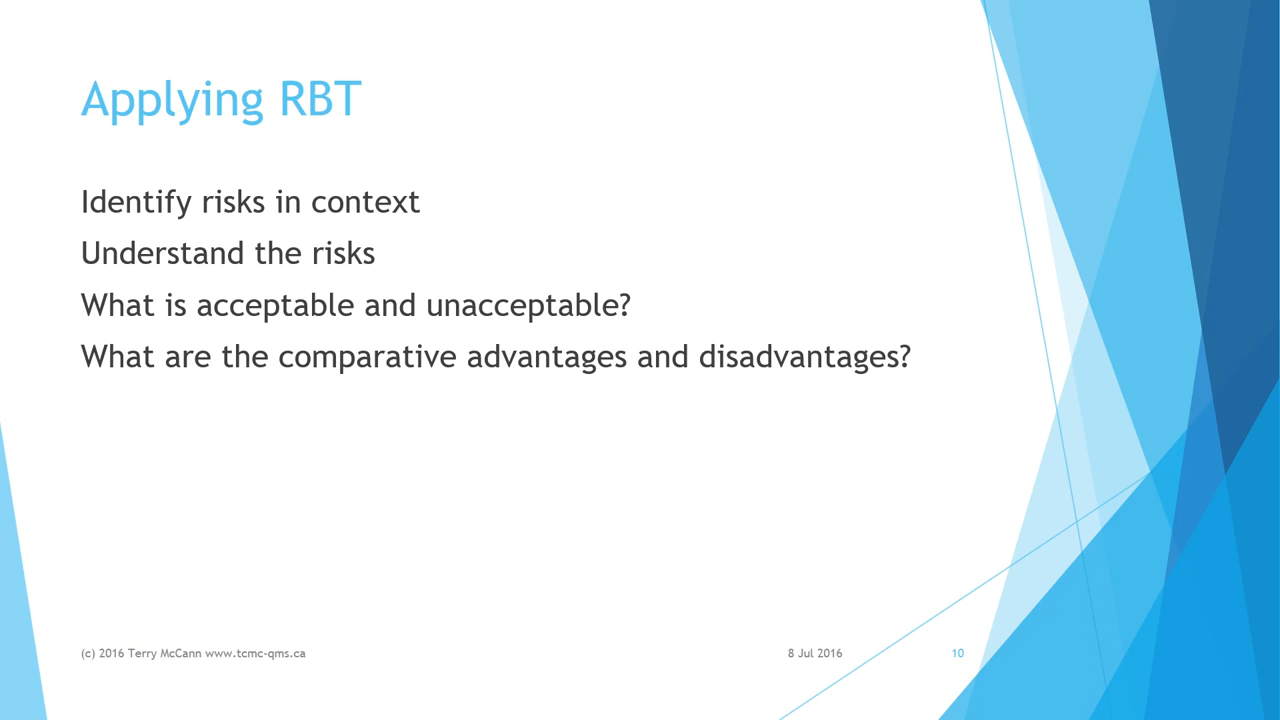 Applying RBT
Identify risks in context
Understand the risks
What is acceptable and unacceptable?
What are the comparative advantages and disadvantages?
(c) 2016 Terry McCann www.tcmc-qms.ca
8 Jul 2016
10